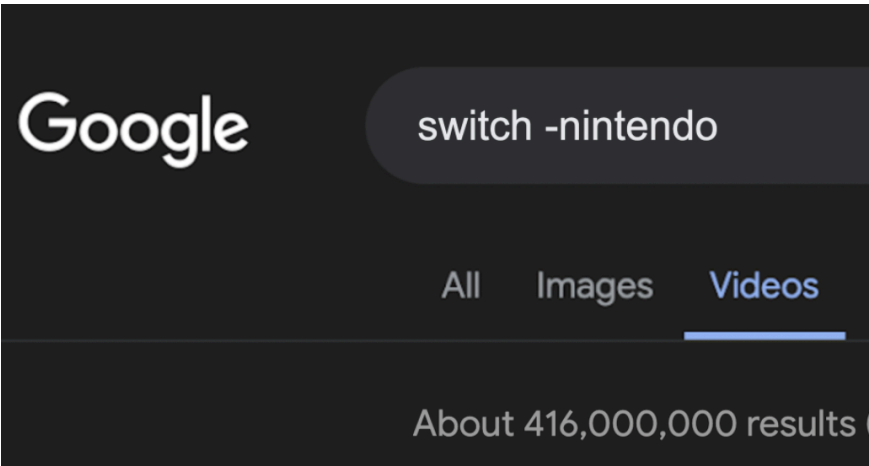 Google switch -nintendo
All Images Videos
About 416,000,000 results